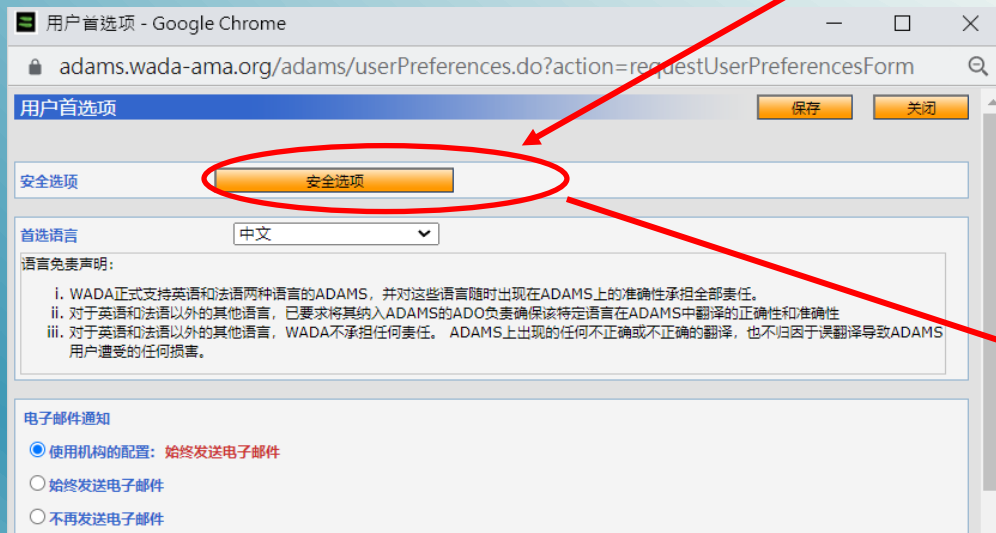 用户首选项 - Google Chrome
adams.wada-ama.org/adams/userPreferences.do?action=requestUserPreferencesForm
用户首选项 保存 关闭
安全选项 安全选项
首选语言 中文
语言免责声明:
i. WADA正式支持英语和法语两种语言的ADAMS，并对这些语言随时出现在ADAMS上的准确性承担全部责任。
ii. 对于英语和法语以外的其他语言，已要求将其纳入ADAMS的ADO负责确保该特定语言在ADAMS中翻译的正确性和准确性
iii. 对于英语和法语以外的其他语言，WADA不承担任何责任。 ADAMS上出现的任何不正确或不正确的翻译，也不归因于误翻译导致ADAMS
用户遭受的任何损害。
电子邮件通知
使用机构的配置: 始终发送电子邮件
始终发送电子邮件
不再发送电子邮件